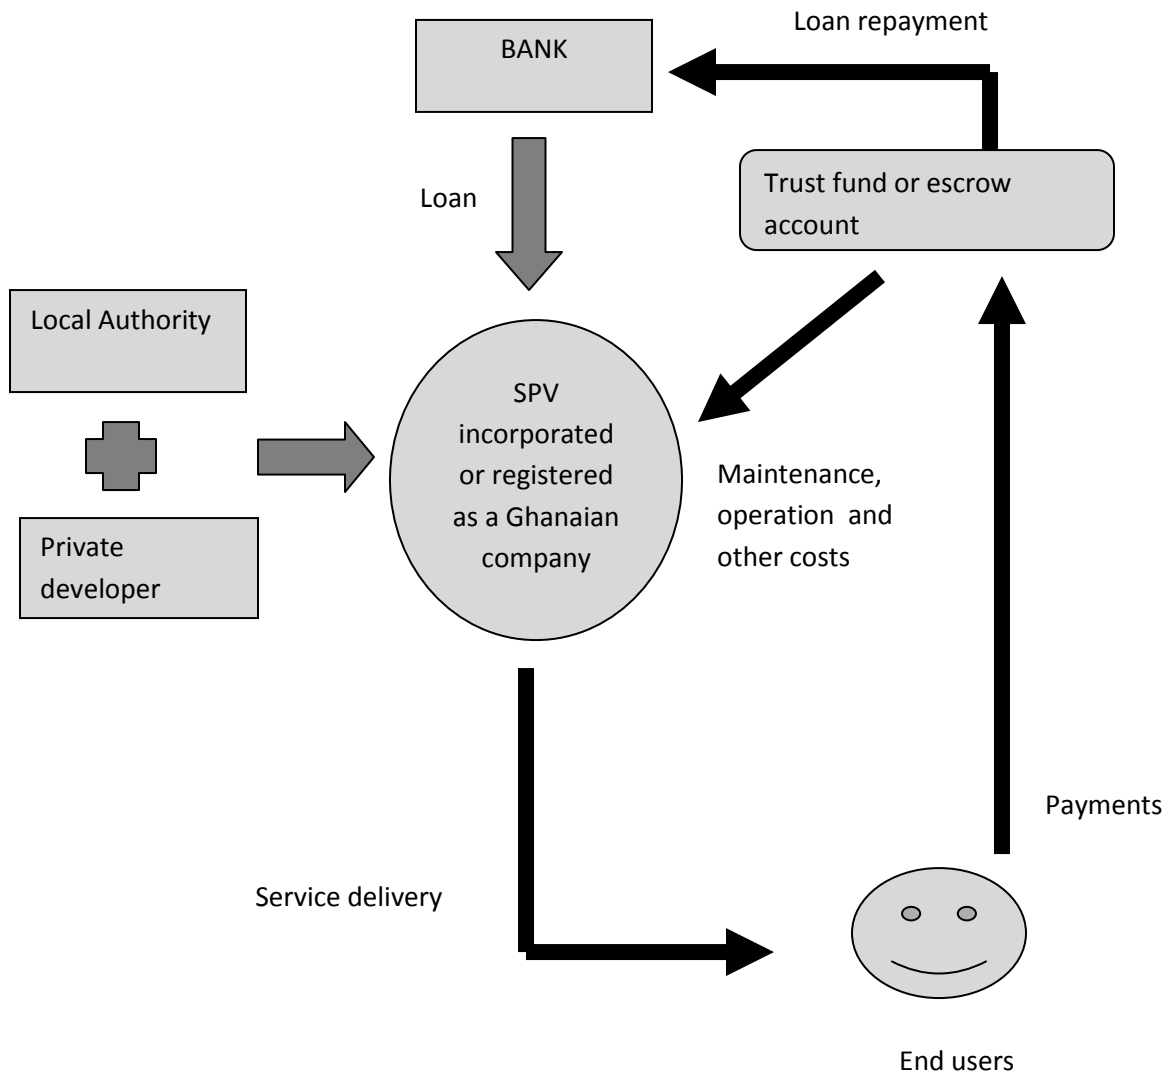 Loan repayment
BANK
Trust fund or escrow
account
Loan
Local Authority
SPV
incorporated
or registered
as a Ghanaian
company
Maintenance,
operation and
other costs
Private
developer
Payments
Service delivery
End users